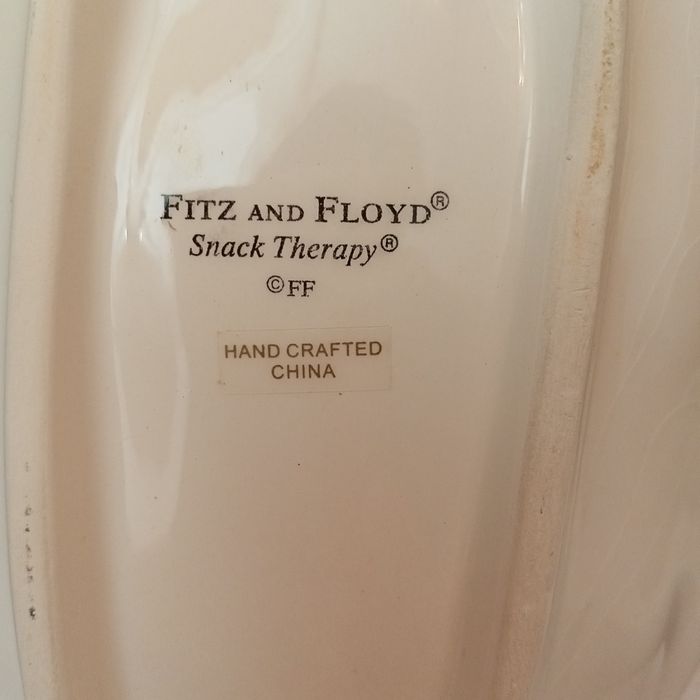 FITZ AND FLOYD®
Snack Therapy®
©FF
HAND CRAFTED
CHINA